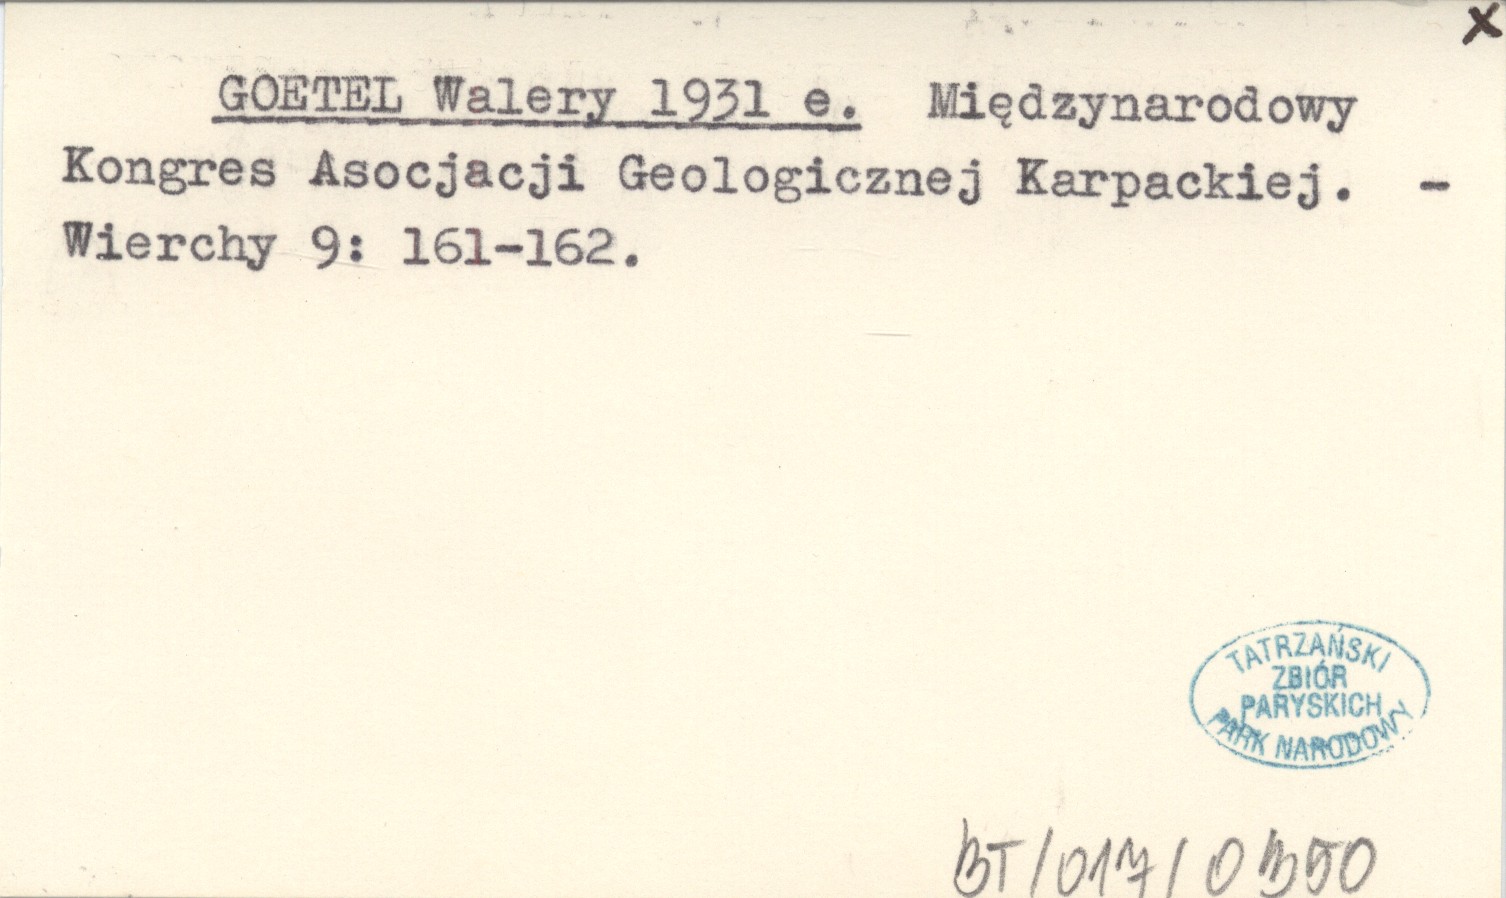 X
GOETEL Walery 1931 e. Międzynarodowy
Kongres Asocjacji Geologicznej Karpackiej. -
Wierchy 9: 161-162.
TATRZAŃSKI
ZBIÓR
PARYSKICH
PARK NARODOWY
BT/017/0350